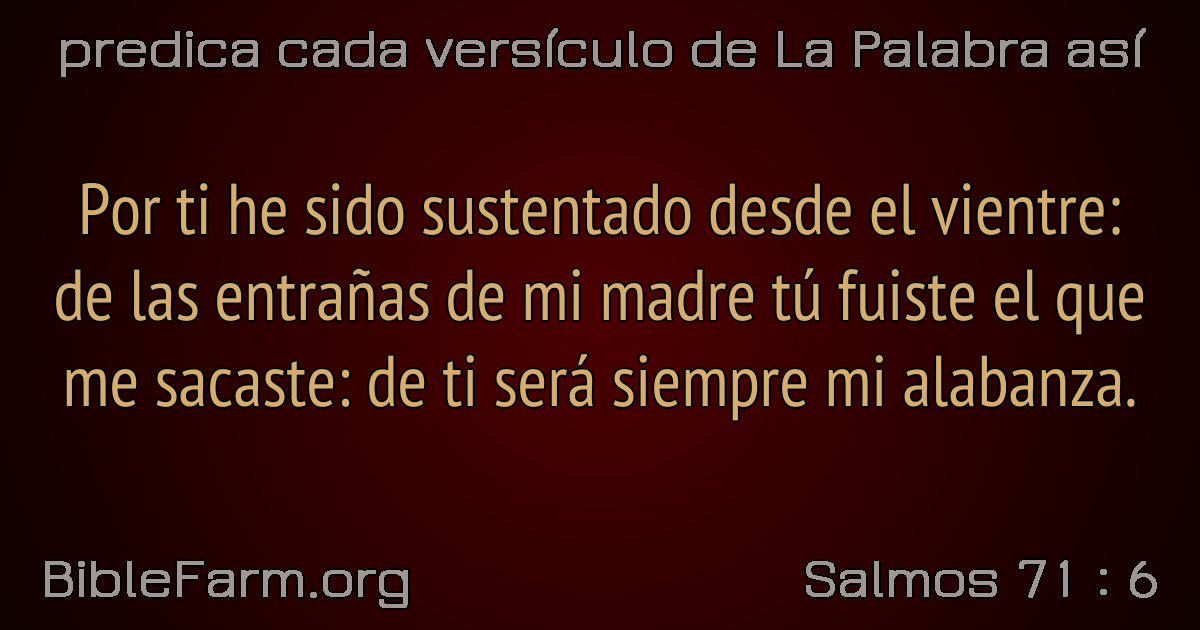 predica cada versículo de La Palabra así
Por ti he sido sustentado desde el vientre:
de las entrañas de mi madre tú fuiste el que
me sacaste: de ti será siempre mi alabanza.
BibleFarm.org
Salmos 71 : 6